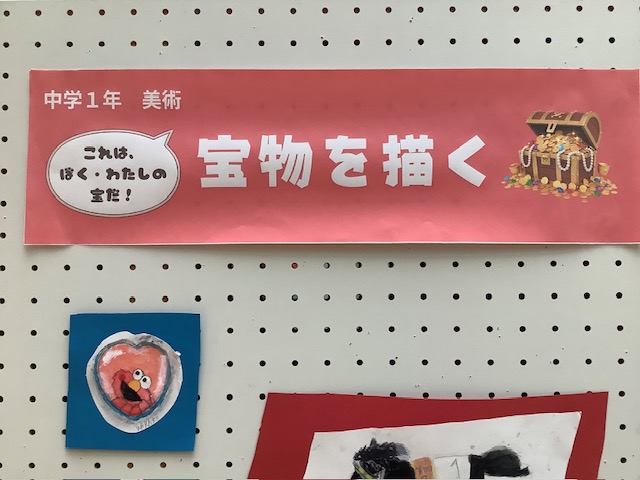 中学1年　美術
これは、
ぼく・わたしの
宝だ！
宝物を描く
1